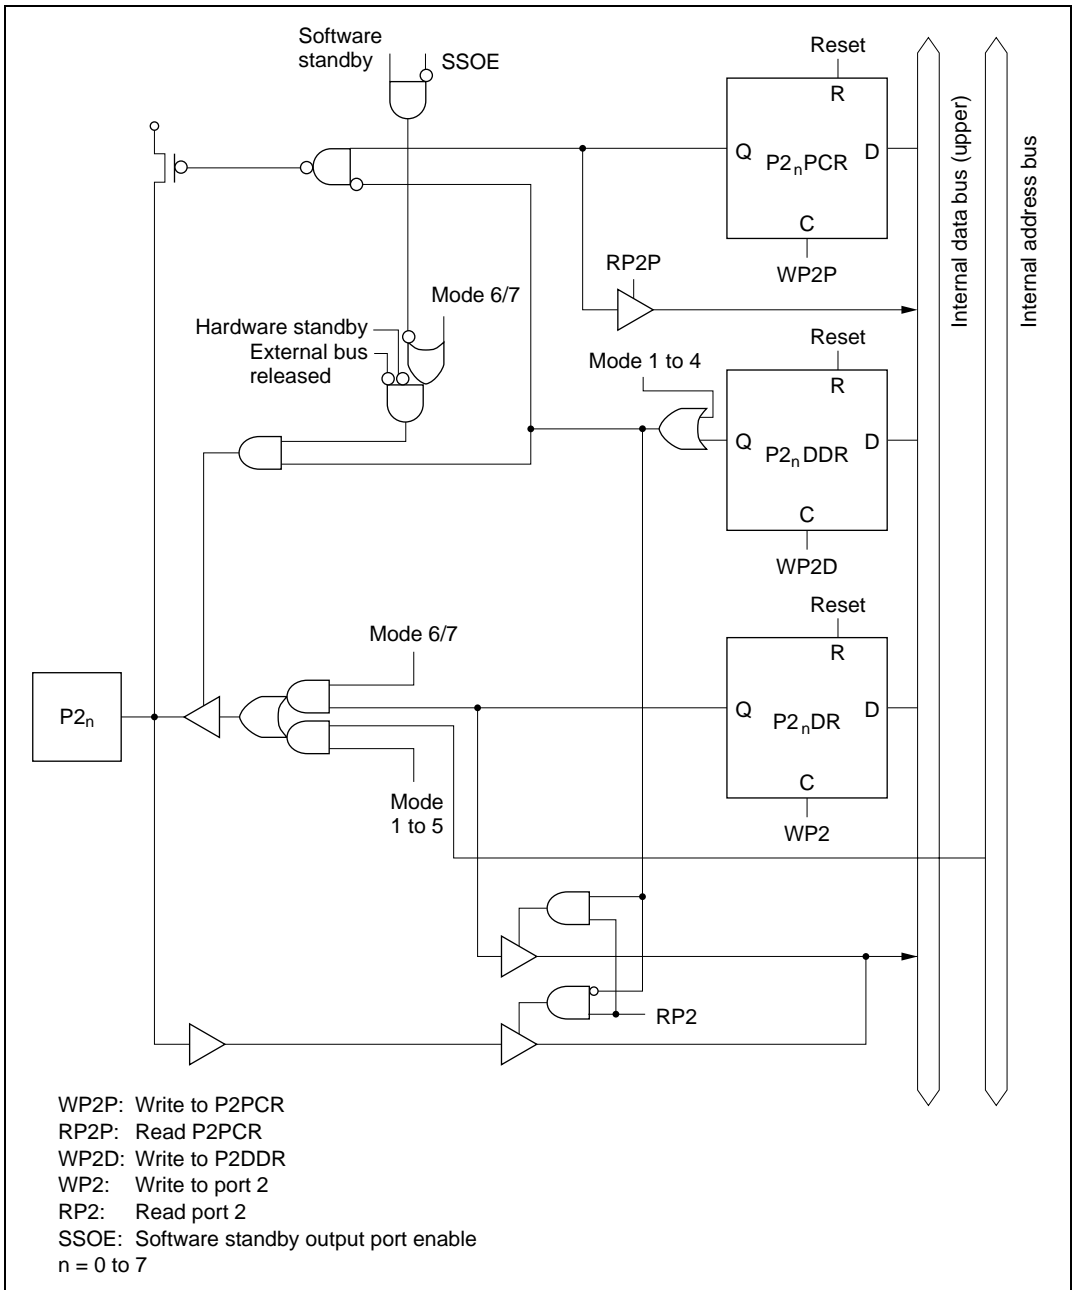 Software
standby
SSOE
Reset
R
Q
P2nPCR
D
C
WP2P
Internal data bus (upper)
Internal address bus
RP2P
Mode 6/7
Hardware standby
External bus
released
Mode 1 to 4
Reset
R
Q
P2nDDR
D
C
WP2D
Reset
Mode 6/7
R
P2n
Q
P2nDR
D
C
Mode
1 to 5
WP2
RP2
WP2P: Write to P2PCR
RP2P: Read P2PCR
WP2D: Write to P2DDR
WP2: Write to port 2
RP2: Read port 2
SSOE: Software standby output port enable
n = 0 to 7